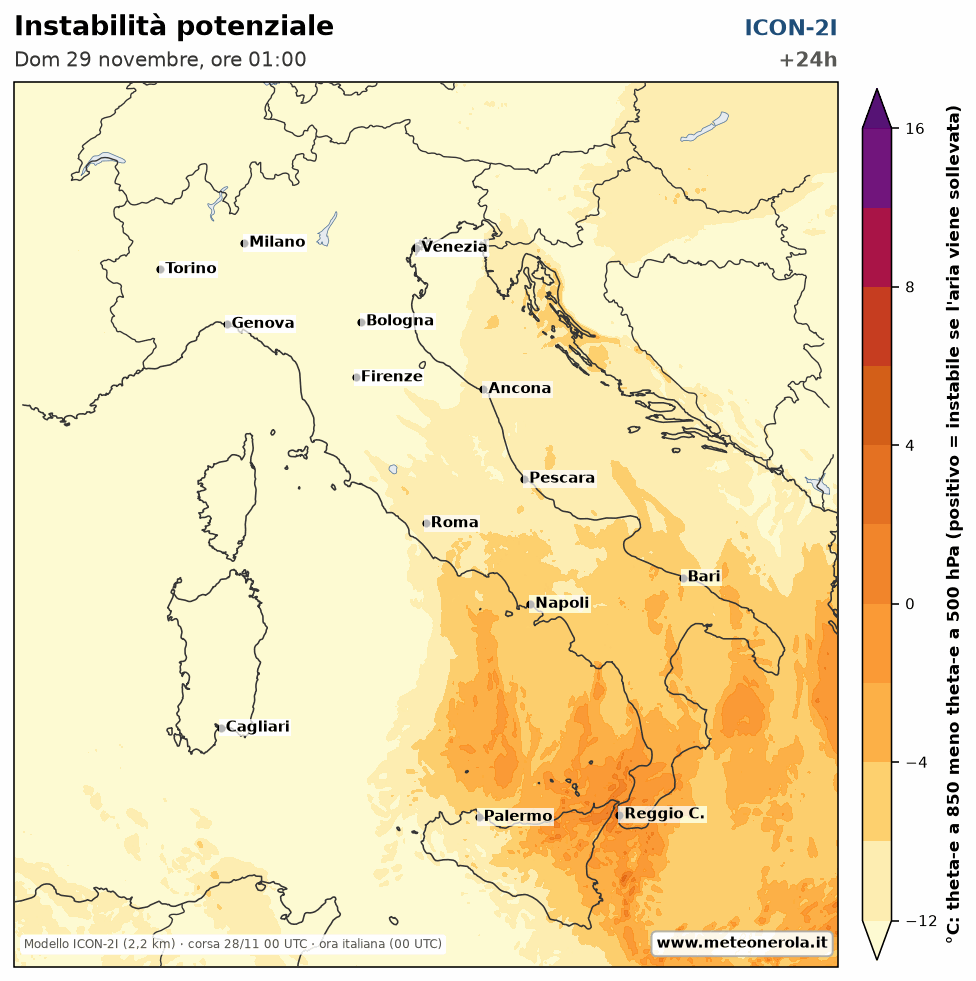 Instabilità potenziale
ICON-2I
Dom 29 novembre, ore 01:00
+24h
16
8
4
0
−4
−12
°C: theta-e a 850 meno theta-e a 500 hPa (positivo = instabile se l'aria viene sollevata)
Milano
Venezia
Torino
Genova
Bologna
Firenze
Ancona
Pescara
Roma
Bari
Napoli
Cagliari
Palermo
Reggio C.
Modello ICON-2I (2,2 km) · corsa 28/11 00 UTC · ora italiana (00 UTC)
www.meteonerola.it